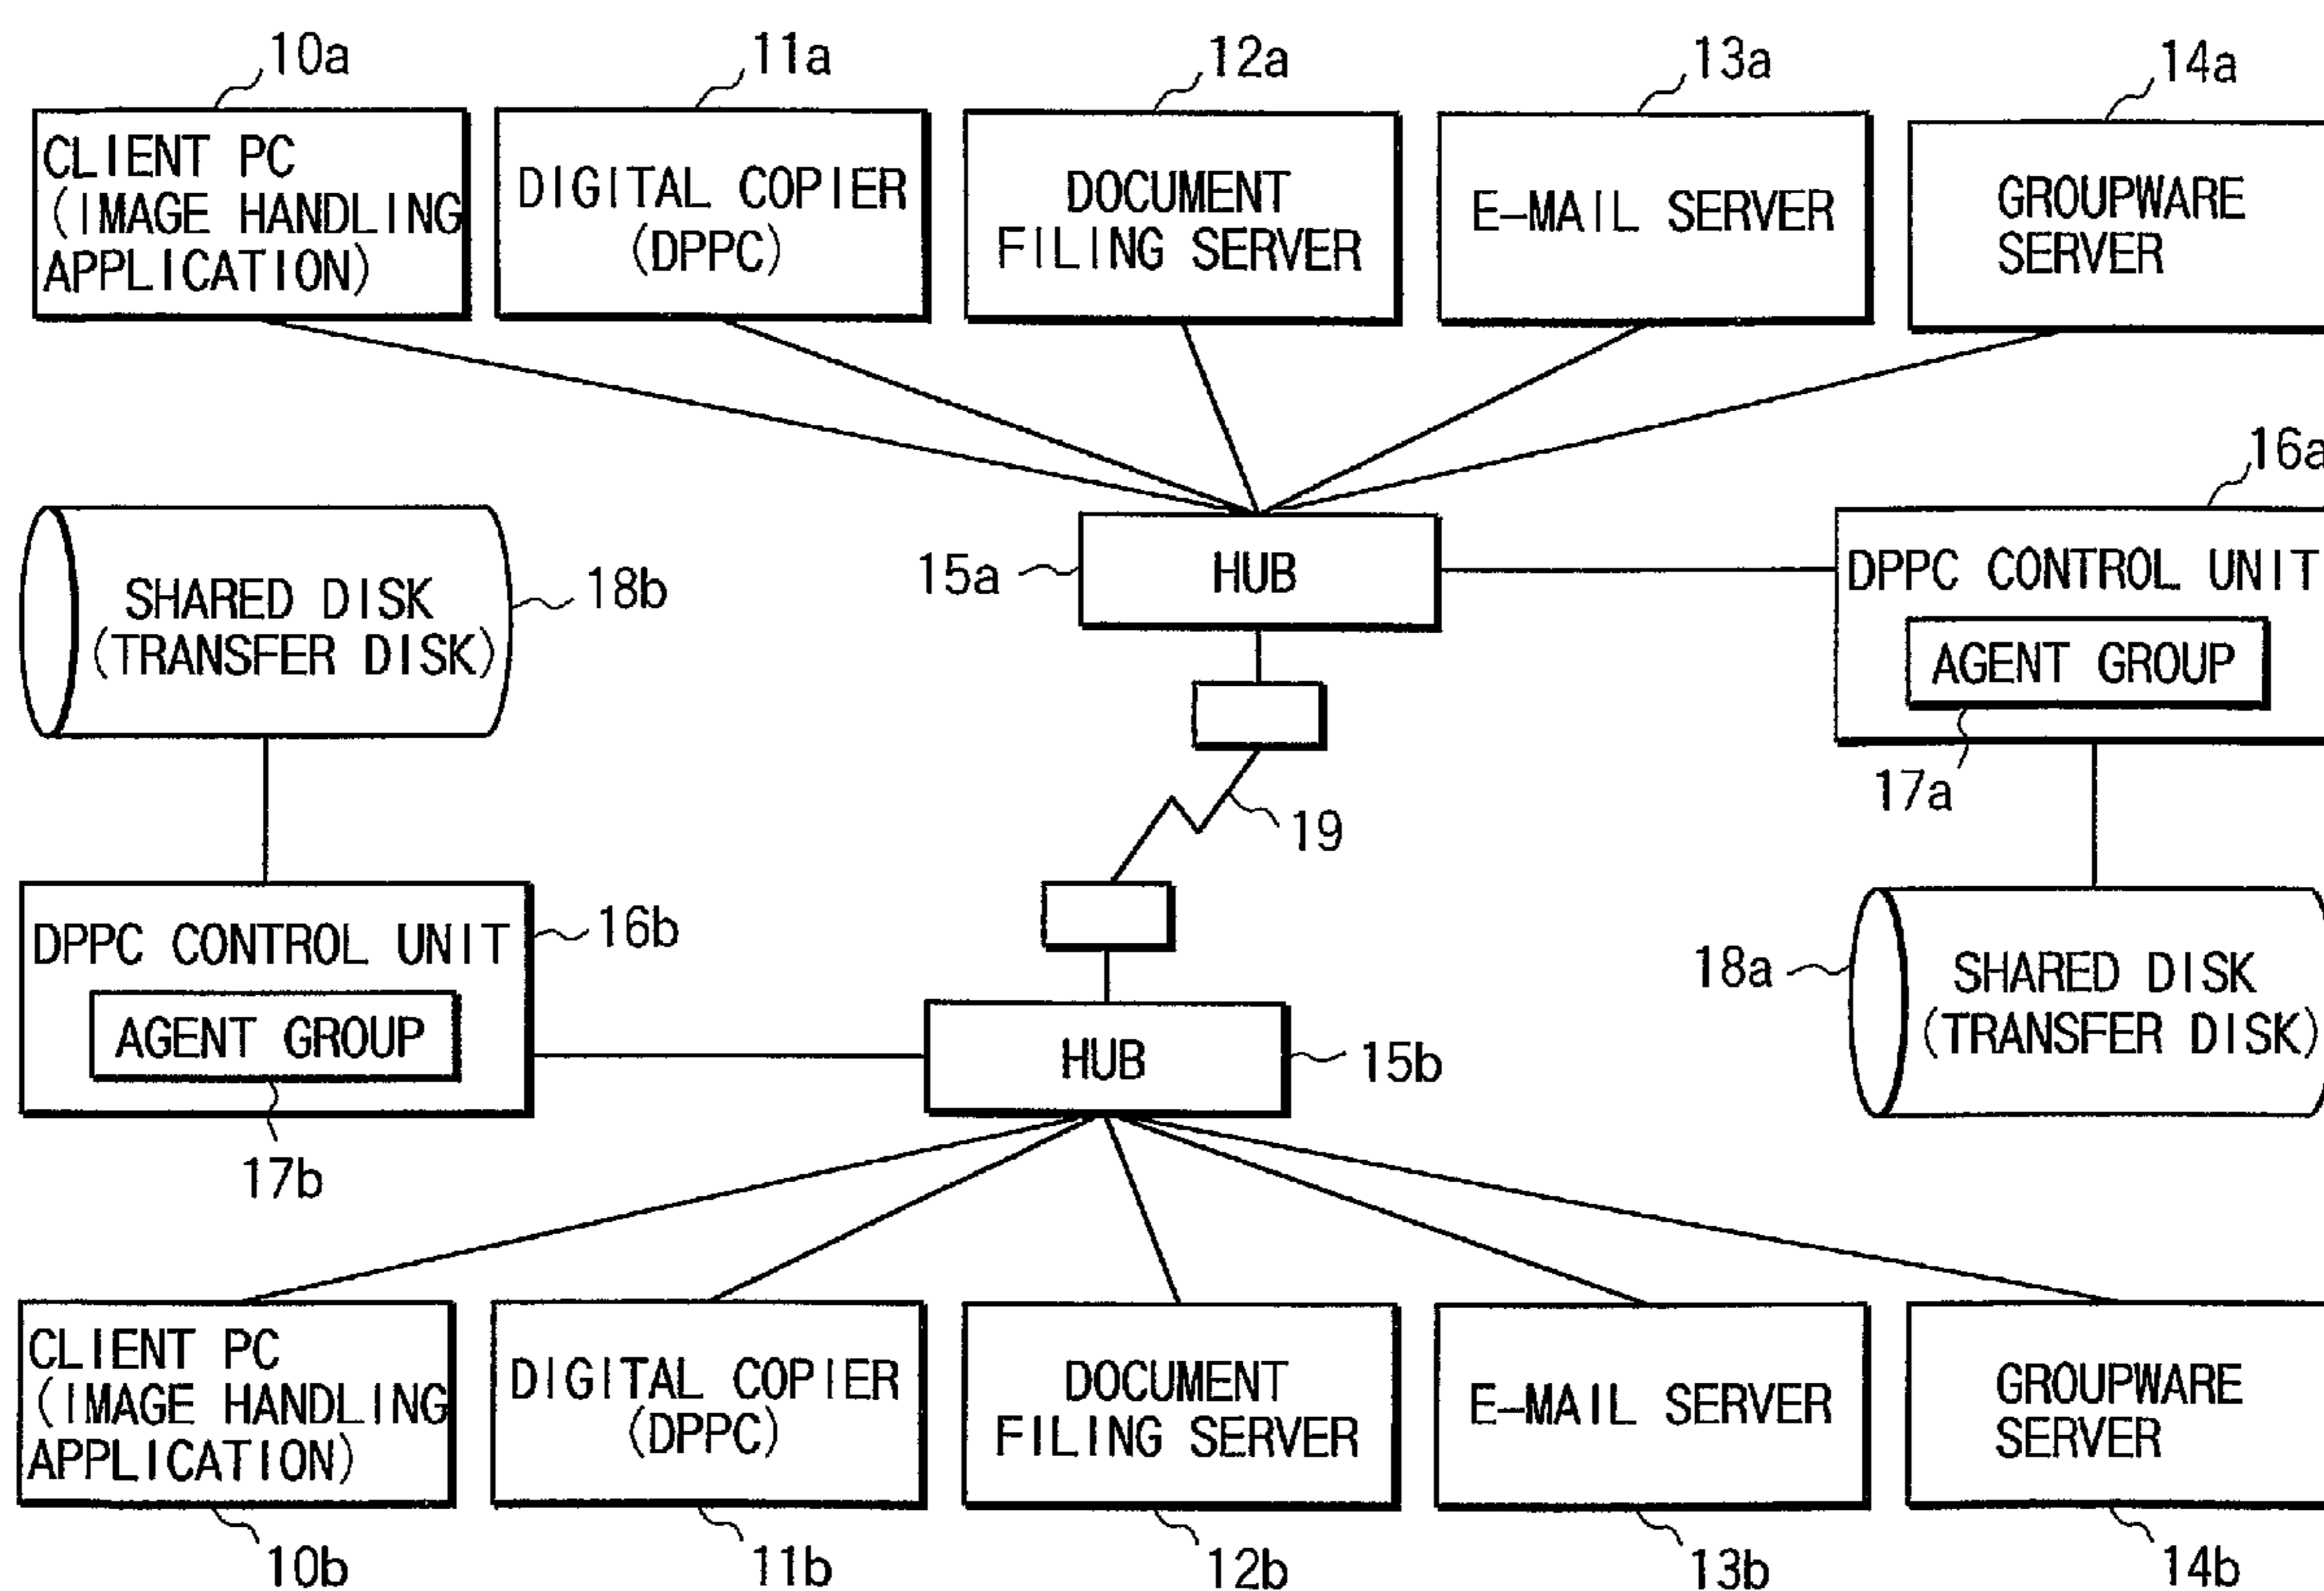 10a
11a
12a
13a
14a
CLIENT PC
(IMAGE HANDLING
APPLICATION)
DIGITAL COPIER
(DPPC)
DOCUMENT
FILING SERVER
E-MAIL SERVER
GROUPWARE
SERVER
16a
SHARED DISK
(TRANSFER DISK)
18b
15a
HUB
DPPC CONTROL UNIT
AGENT GROUP
17a
19
DPPC CONTROL UNIT
AGENT GROUP
16b
17b
18a
SHARED DISK
(TRANSFER DISK)
HUB
15b
CLIENT PC
(IMAGE HANDLING
APPLICATION)
DIGITAL COPIER
(DPPC)
DOCUMENT
FILING SERVER
E-MAIL SERVER
GROUPWARE
SERVER
10b
11b
12b
13b
14b